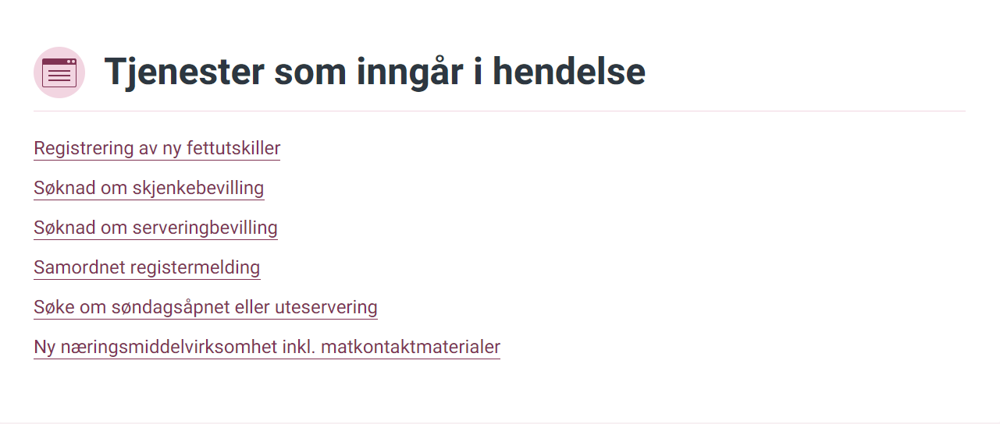 Tjenester som inngår i hendelse
Registrering av ny fettutskiller
Søknad om skjenkebevilling
Søknad om serveringbevilling
Samordnet registermelding
Søke om søndagsåpnet eller uteservering
Ny næringsmiddelvirksomhet inkl. matkontaktmaterialer